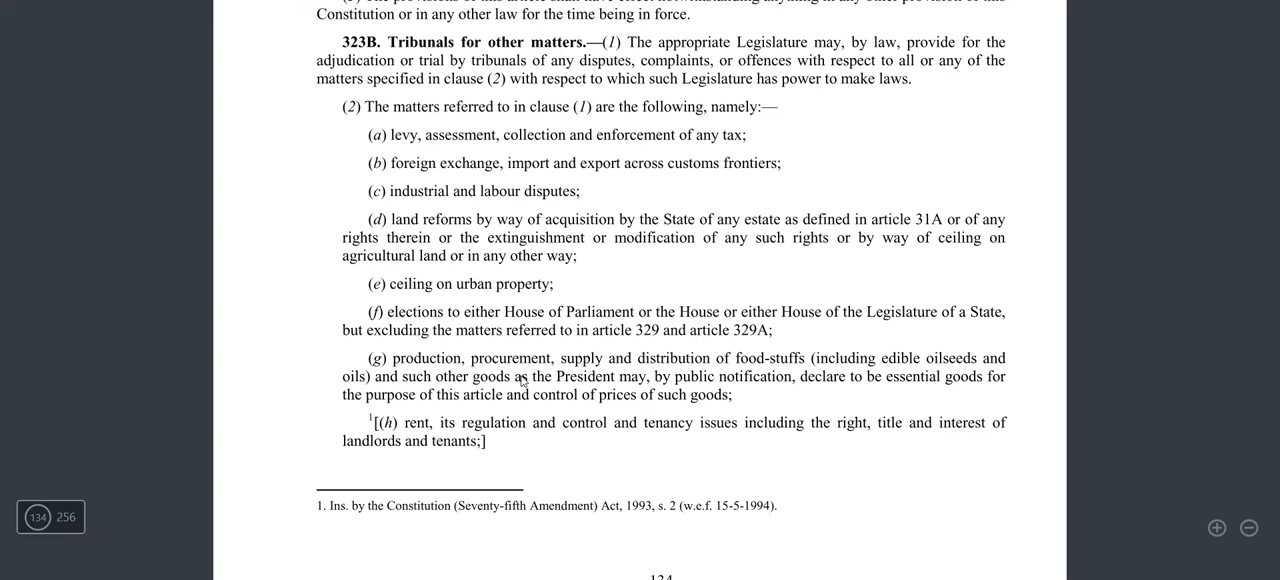 Constitution or in any other law for the time being in force.
323B. Tribunals for other matters.—(1) The appropriate Legislature may, by law, provide for the
adjudication or trial by tribunals of any disputes, complaints, or offences with respect to all or any of the
matters specified in clause (2) with respect to which such Legislature has power to make laws.
(2) The matters referred to in clause (1) are the following, namely:—
(a) levy, assessment, collection and enforcement of any tax;
(b) foreign exchange, import and export across customs frontiers;
(c) industrial and labour disputes;
(d) land reforms by way of acquisition by the State of any estate as defined in article 31A or of any
rights therein or the extinguishment or modification of any such rights or by way of ceiling on
agricultural land or in any other way;
(e) ceiling on urban property;
(f) elections to either House of Parliament or the House or either House of the Legislature of a State,
but excluding the matters referred to in article 329 and article 329A;
(g) production, procurement, supply and distribution of food-stuffs (including edible oilseeds and
oils) and such other goods as the President may, by public notification, declare to be essential goods for
the purpose of this article and control of prices of such goods;
1[(h) rent, its regulation and control and tenancy issues including the right, title and interest of
landlords and tenants;]
1. Ins. by the Constitution (Seventy-fifth Amendment) Act, 1993, s. 2 (w.e.f. 15-5-1994).
134 256